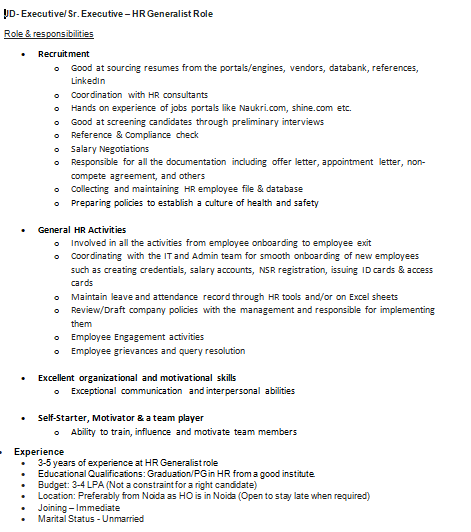 JD- Executive/ Sr. Executive – HR Generalist Role
Role & responsibilities
• Recruitment
o Good at sourcing resumes from the portals/engines, vendors, databank, references,
LinkedIn
o Coordination with HR consultants
o Hands on experience of jobs portals like Naukri.com, shine.com etc.
o Good at screening candidates through preliminary interviews
o Reference & Compliance check
o Salary Negotiations
o Responsible for all the documentation including offer letter, appointment letter, non-
compete agreement, and others
o Collecting and maintaining HR employee file & database
o Preparing policies to establish a culture of health and safety
• General HR Activities
o Involved in all the activities from employee onboarding to employee exit
o Coordinating with the IT and Admin team for smooth onboarding of new employees
such as creating credentials, salary accounts, NSR registration, issuing ID cards & access
cards
o Maintain leave and attendance record through HR tools and/or on Excel sheets
o Review/Draft company policies with the management and responsible for implementing
them
o Employee Engagement activities
o Employee grievances and query resolution
• Excellent organizational and motivational skills
o Exceptional communication and interpersonal abilities
• Self-Starter, Motivator & a team player
o Ability to train, influence and motivate team members
• Experience
• 3-5 years of experience at HR Generalist role
• Educational Qualifications: Graduation/PG in HR from a good institute
• Budget: 3-4 LPA (Not a constraint for a right candidate)
• Location: Preferably from Noida as HO is in Noida (Open to stay late when required)
• Joining – Immediate
• Marital Status - Unmarried